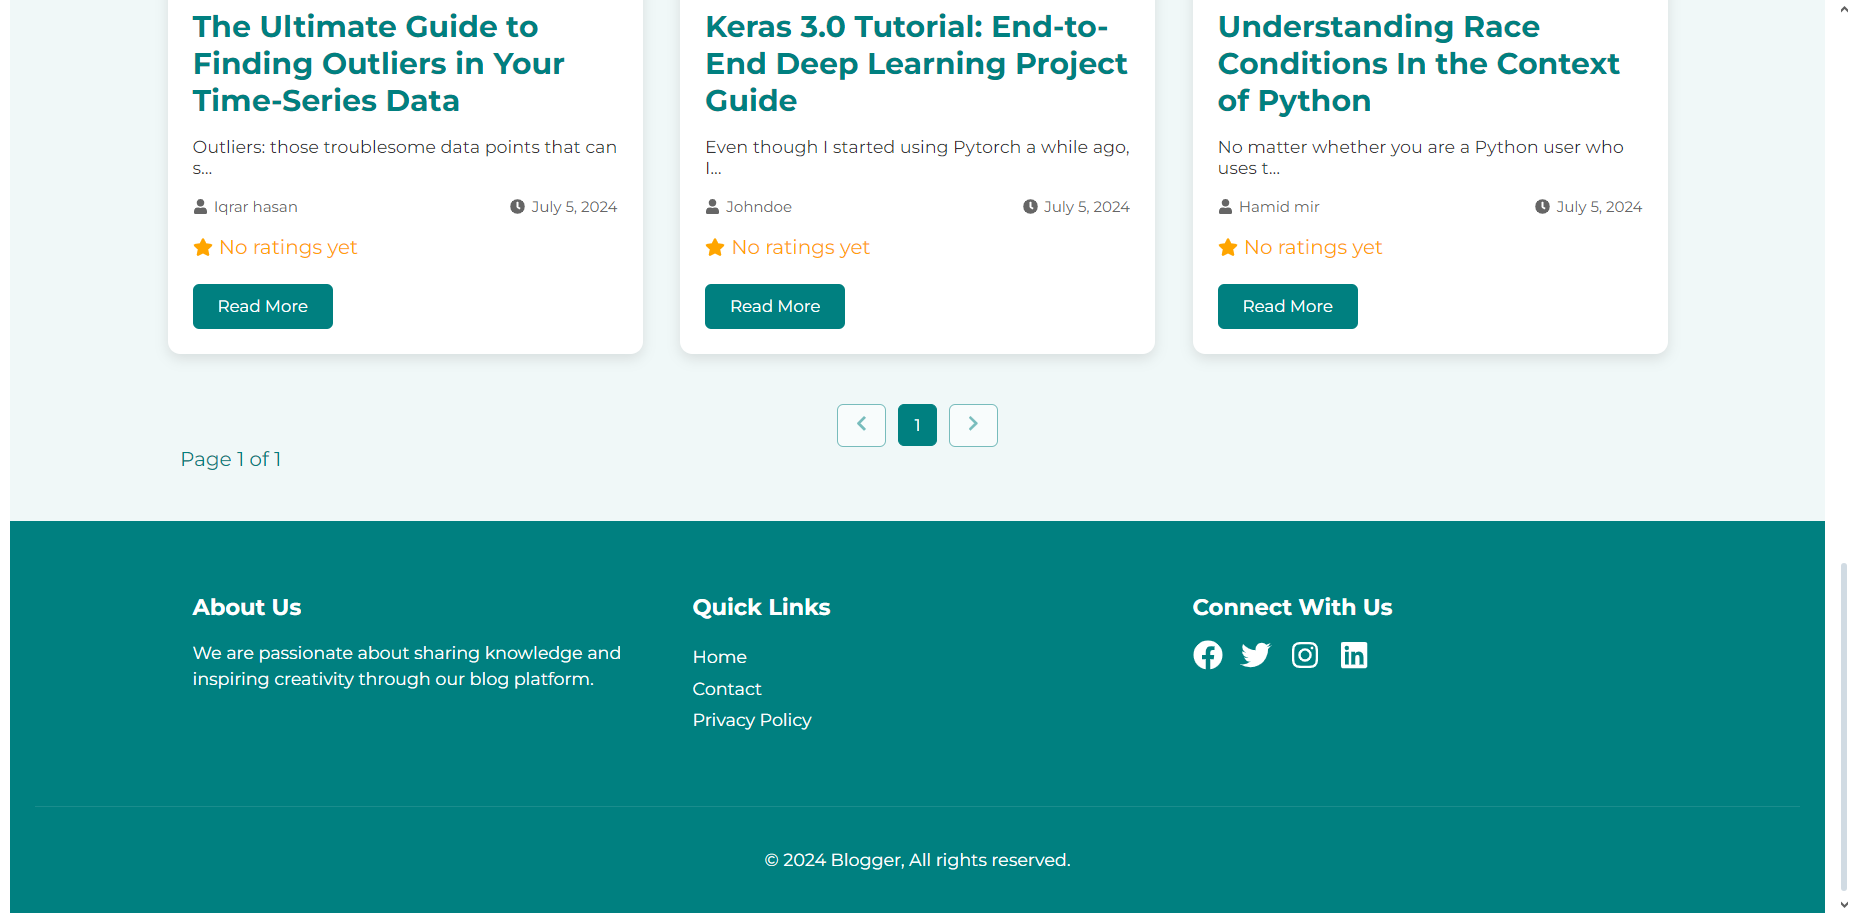 The Ultimate Guide to
Finding Outliers in Your
Time-Series Data
Outliers: those troublesome data points that can
s...
Iqrar hasan
July 5, 2024
No ratings yet
Read More
Keras 3.0 Tutorial: End-to-
End Deep Learning Project
Guide
Even though I started using Pytorch a while ago,
I...
Johndoe
July 5, 2024
No ratings yet
Read More
Understanding Race
Conditions In the Context
of Python
No matter whether you are a Python user who
uses t...
Hamid mir
July 5, 2024
No ratings yet
Read More
1
Page 1 of 1
About Us
We are passionate about sharing knowledge and
inspiring creativity through our blog platform.
Quick Links
Home
Contact
Privacy Policy
Connect With Us
© 2024 Blogger, All rights reserved.